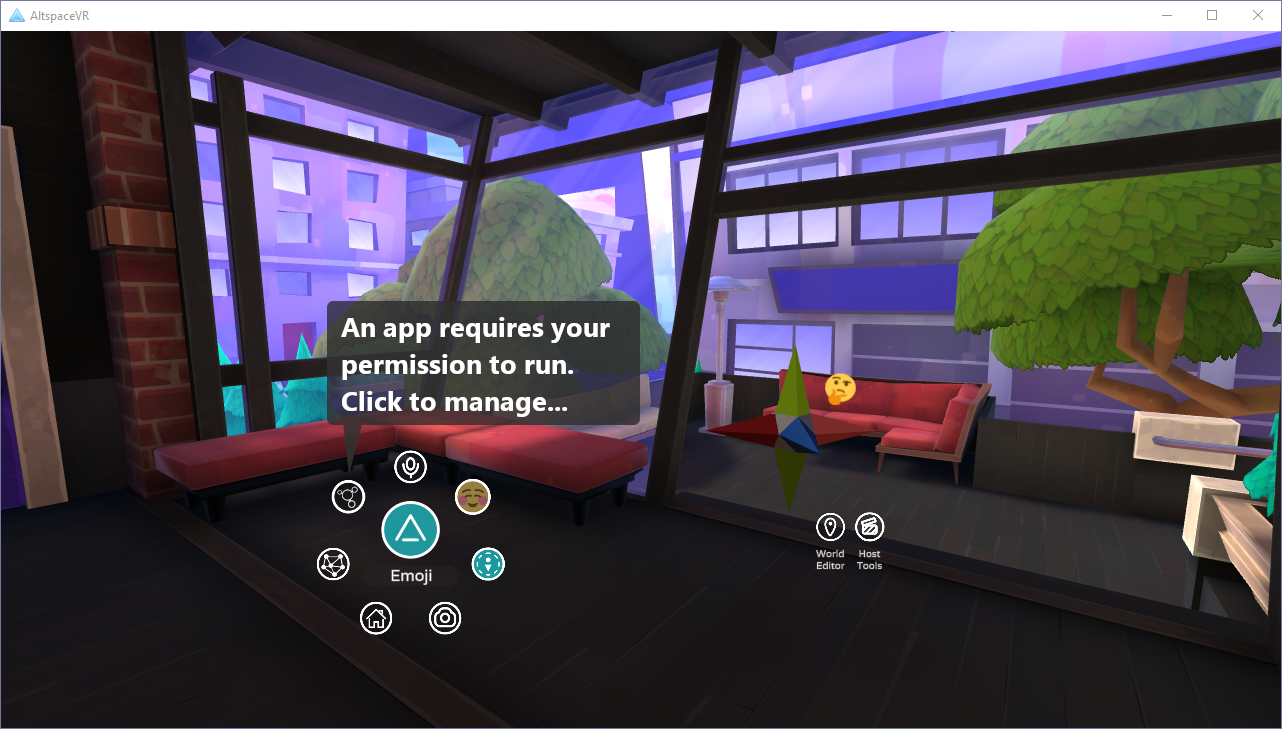 AltspaceVR
An app requires your
permission to run.
Click to manage...
Emoji
World
Editor
Host
Tools